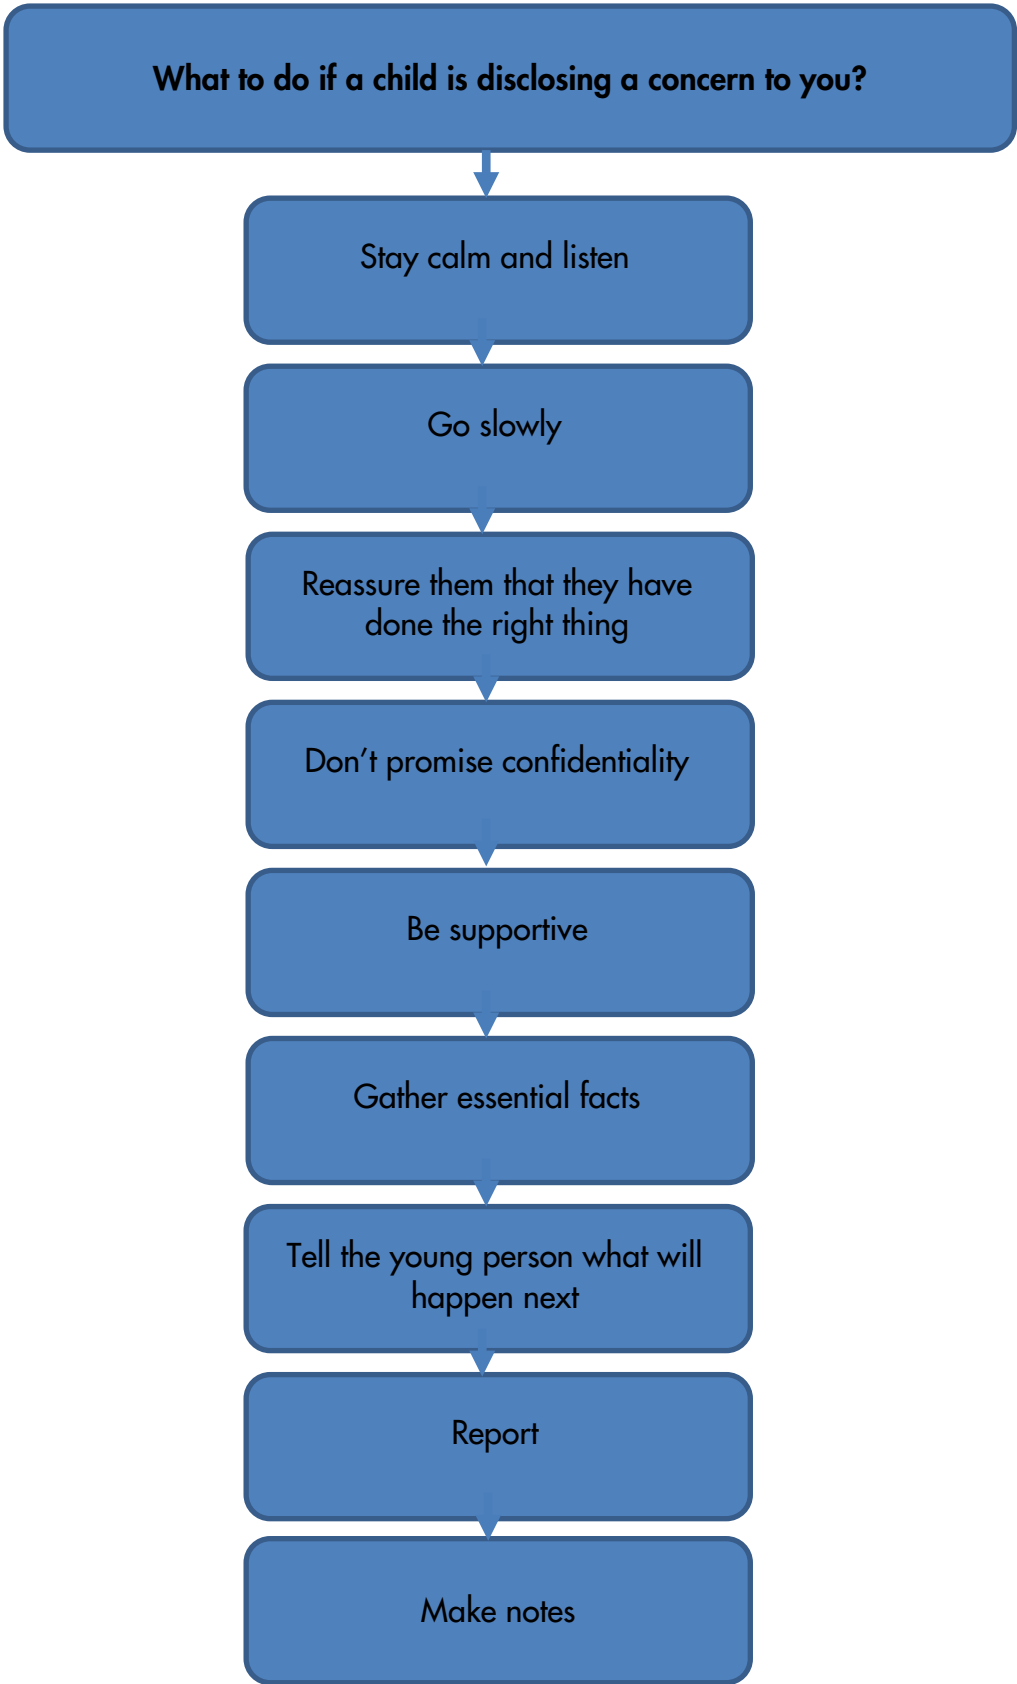 What to do if a child is disclosing a concern to you?
Stay calm and listen
Go slowly
Reassure them that they have
done the right thing
Don’t promise confidentiality
Be supportive
Gather essential facts
Tell the young person what will
happen next
Report
Make notes